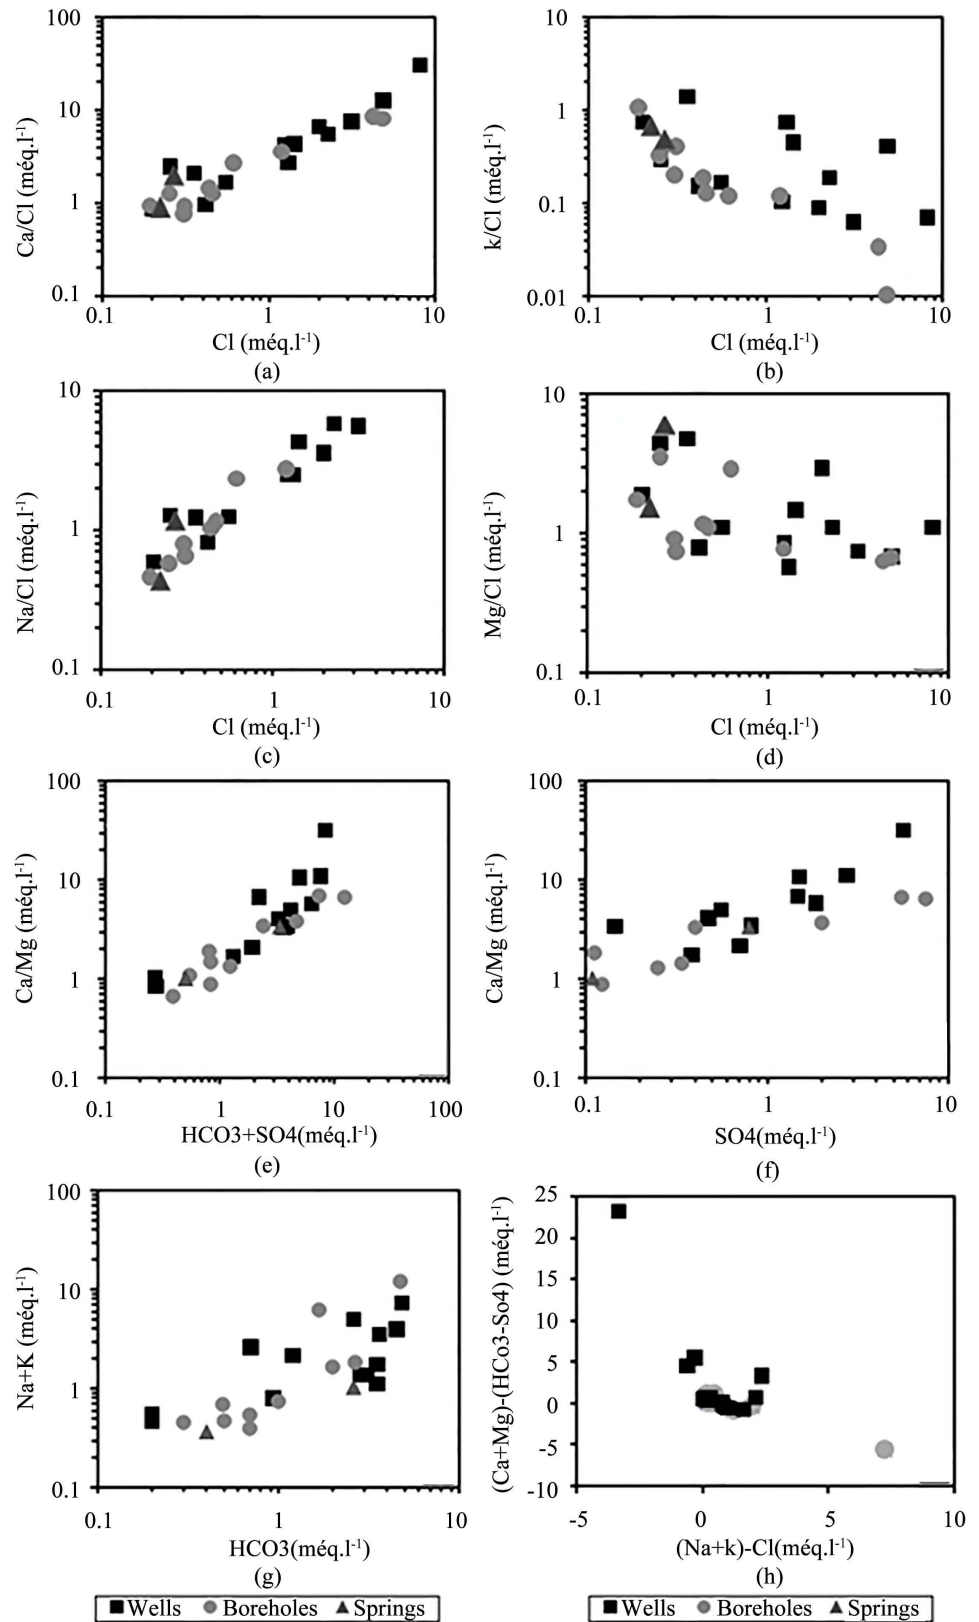 100
10
1
0.1
Ca/Cl (méq.l-1)
0.1
1
10
Cl (méq.l-1)
(a)
10
1
0.1
0.01
k/Cl (méq.l-1)
0.1
1
10
Cl (méq.l-1)
(b)
10
1
0.1
Na/Cl (méq.l-1)
0.1
1
10
Cl (méq.l-1)
(c)
10
1
0.1
Mg/Cl (méq.l-1)
0.1
1
10
Cl (méq.l-1)
(d)
100
10
1
0.1
Ca/Mg (méq.l-1)
0.1
1
10
100
HCO3+SO4(méq.l-1)
(e)
100
10
1
0.1
Ca/Mg (méq.l-1)
0.1
1
10
SO4(méq.l-1)
(f)
100
10
1
0.1
Na+K (méq.l-1)
0.1
1
10
HCO3(méq.l-1)
(g)
25
20
15
10
5
0
-5
-10
((Ca+Mg)-(HCo3-So4) (méq.l-1)
-5
0
5
10
(Na+k)-Cl(méq.l-1)
(h)
Wells Boreholes Springs
Wells Boreholes Springs